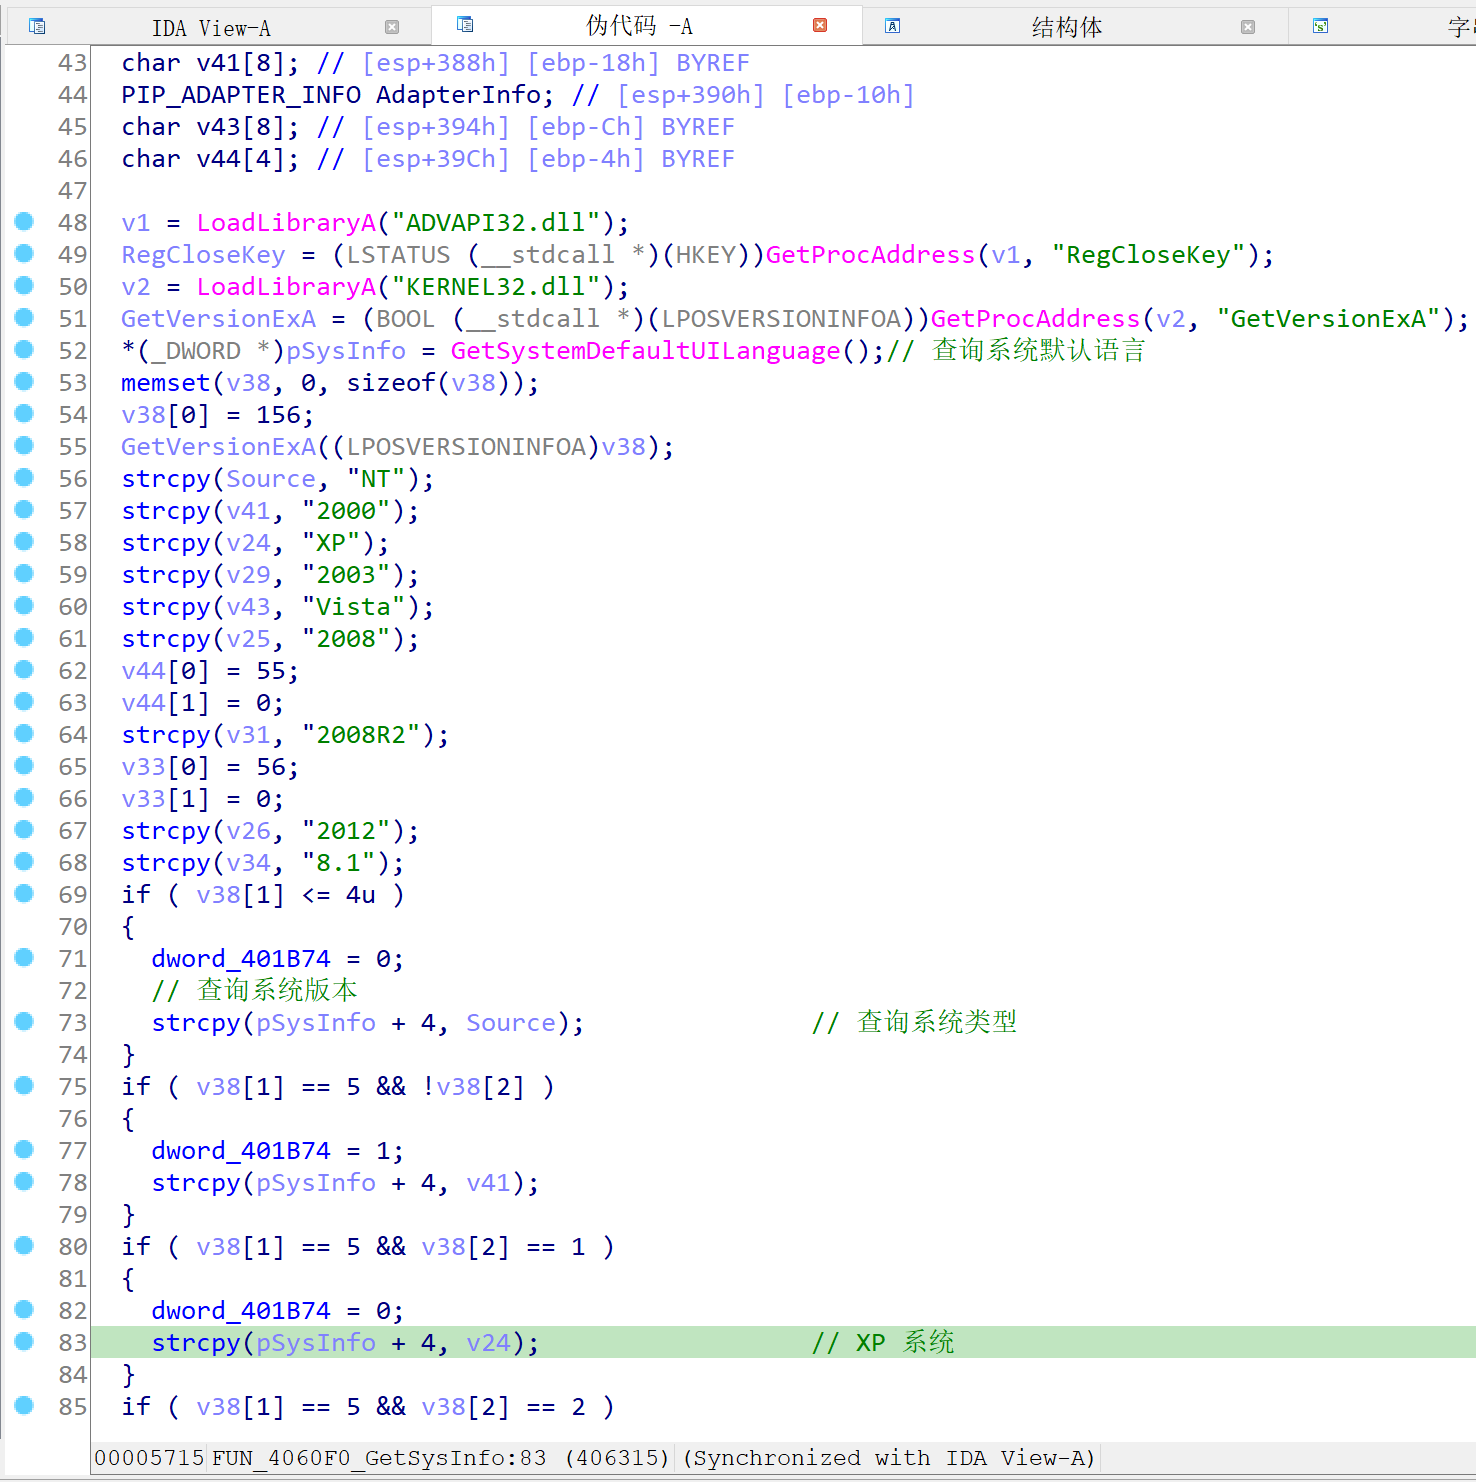 IDA View-A 伪代码 -A 结构体
43 char v41[8]; // [esp+388h] [ebp-18h] BYREF
44 PIP_ADAPTER_INFO AdapterInfo; // [esp+390h] [ebp-10h]
45 char v43[8]; // [esp+394h] [ebp-Ch] BYREF
46 char v44[4]; // [esp+39Ch] [ebp-4h] BYREF
47
48 v1 = LoadLibraryA("ADVAPI32.dll");
49 RegCloseKey = (LSTATUS (__stdcall *)(HKEY))GetProcAddress(v1, "RegCloseKey");
50 v2 = LoadLibraryA("KERNEL32.dll");
51 GetVersionExA = (BOOL (__stdcall *)(LPOSVERSIONINFOA))GetProcAddress(v2, "GetVersionExA");
52 *(_DWORD *)pSysInfo = GetSystemDefaultUILanguage();// 查询系统默认语言
53 memset(v38, 0, sizeof(v38));
54 v38[0] = 156;
55 GetVersionExA((LPOSVERSIONINFOA)v38);
56 strcpy(Source, "NT");
57 strcpy(v41, "2000");
58 strcpy(v24, "XP");
59 strcpy(v29, "2003");
60 strcpy(v43, "Vista");
61 strcpy(v25, "2008");
62 v44[0] = 55;
63 v44[1] = 0;
64 strcpy(v31, "2008R2");
65 v33[0] = 56;
66 v33[1] = 0;
67 strcpy(v26, "2012");
68 strcpy(v34, "8.1");
69 if ( v38[1] <= 4u )
70 {
71 dword_401B74 = 0;
72 // 查询系统版本
73 strcpy(pSysInfo + 4, Source); // 查询系统类型
74 }
75 if ( v38[1] == 5 && !v38[2] )
76 {
77 dword_401B74 = 1;
78 strcpy(pSysInfo + 4, v41);
79 }
80 if ( v38[1] == 5 && v38[2] == 1 )
81 {
82 dword_401B74 = 0;
83 strcpy(pSysInfo + 4, v24); // XP 系统
84 }
85 if ( v38[1] == 5 && v38[2] == 2 )
00005715 FUN_4060F0_GetSysInfo:83 (406315) (Synchronized with IDA View-A)